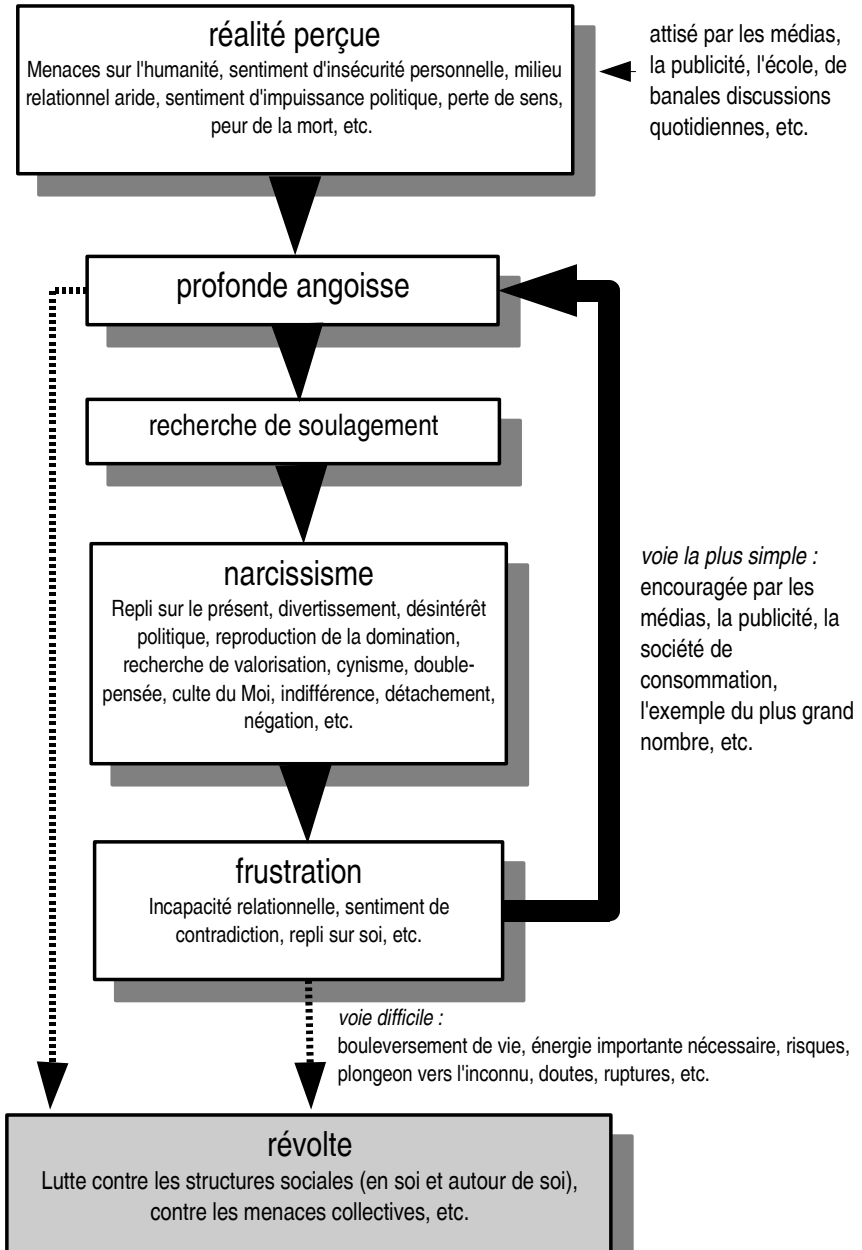 réalité perçue
Menaces sur l'humanité, sentiment d'insécurité personnelle, milieu
relationnel aride, sentiment d'impuissance politique, perte de sens,
peur de la mort, etc.
attisé par les médias,
la publicité, l'école, de
banales discussions
quotidiennes, etc.
profonde angoisse
recherche de soulagement
narcissisme
Repli sur le présent, divertissement, désintérêt
politique, reproduction de la domination,
recherche de valorisation, cynisme, double-
pensée, culte du Moi, indifférence, détachement,
négation, etc.
voie la plus simple :
encouragée par les
médias, la publicité, la
société de
consommation,
l'exemple du plus grand
nombre, etc.
frustration
Incapacité relationnelle, sentiment de
contradiction, repli sur soi, etc.
voie difficile :
bouleversement de vie, énergie importante nécessaire, risques,
plongeon vers l'inconnu, doutes, ruptures, etc.
révolte
Lutte contre les structures sociales (en soi et autour de soi),
contre les menaces collectives, etc.